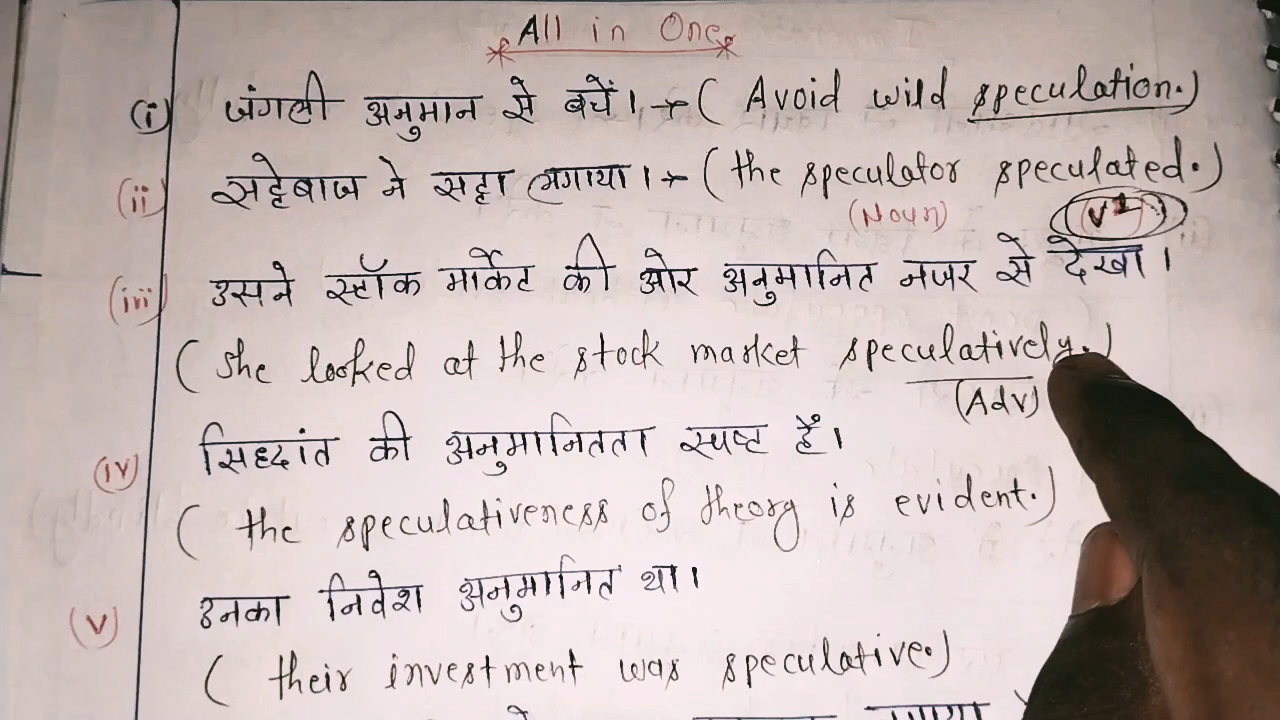 All in One
(i) जंगली अनुमान से बचें। → (Avoid wild speculation.)
(ii) सट्टेबाज ने सट्टा लगाया। → (the speculator speculated.)
(Noun) (V²)
(iii) उसने स्टॉक मार्केट की ओर अनुमानित नजर से देखा।
(She looked at the stock market speculatively.)
(Adv)
(iv) सिध्दांत की अनुमानितता स्पष्ट हैं।
(the speculativeness of theory is evident.)
(v) उनका निवेश अनुमानित था।
(their investment was speculative.)